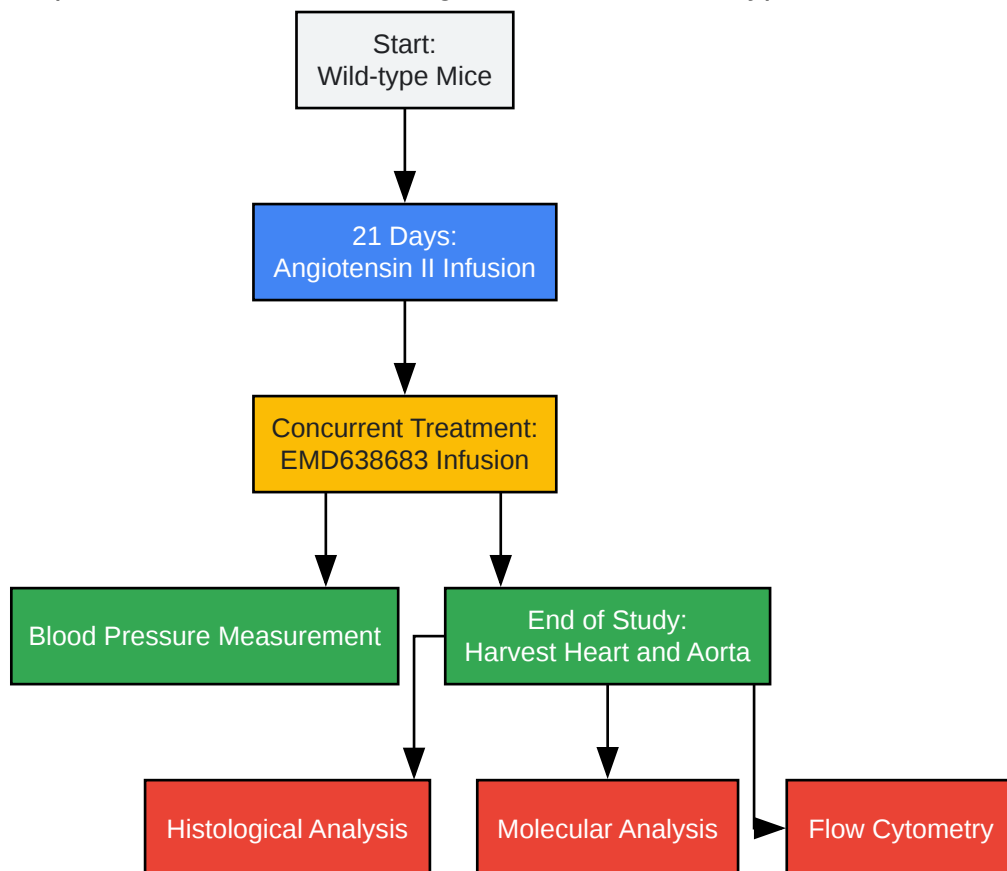 Start:
Wild-type Mice
21 Days:
Angiotensin II Infusion
Concurrent Treatment:
EMD638683 Infusion
Blood Pressure Measurement
End of Study:
Harvest Heart and Aorta
Histological Analysis
Molecular Analysis
Flow Cytometry